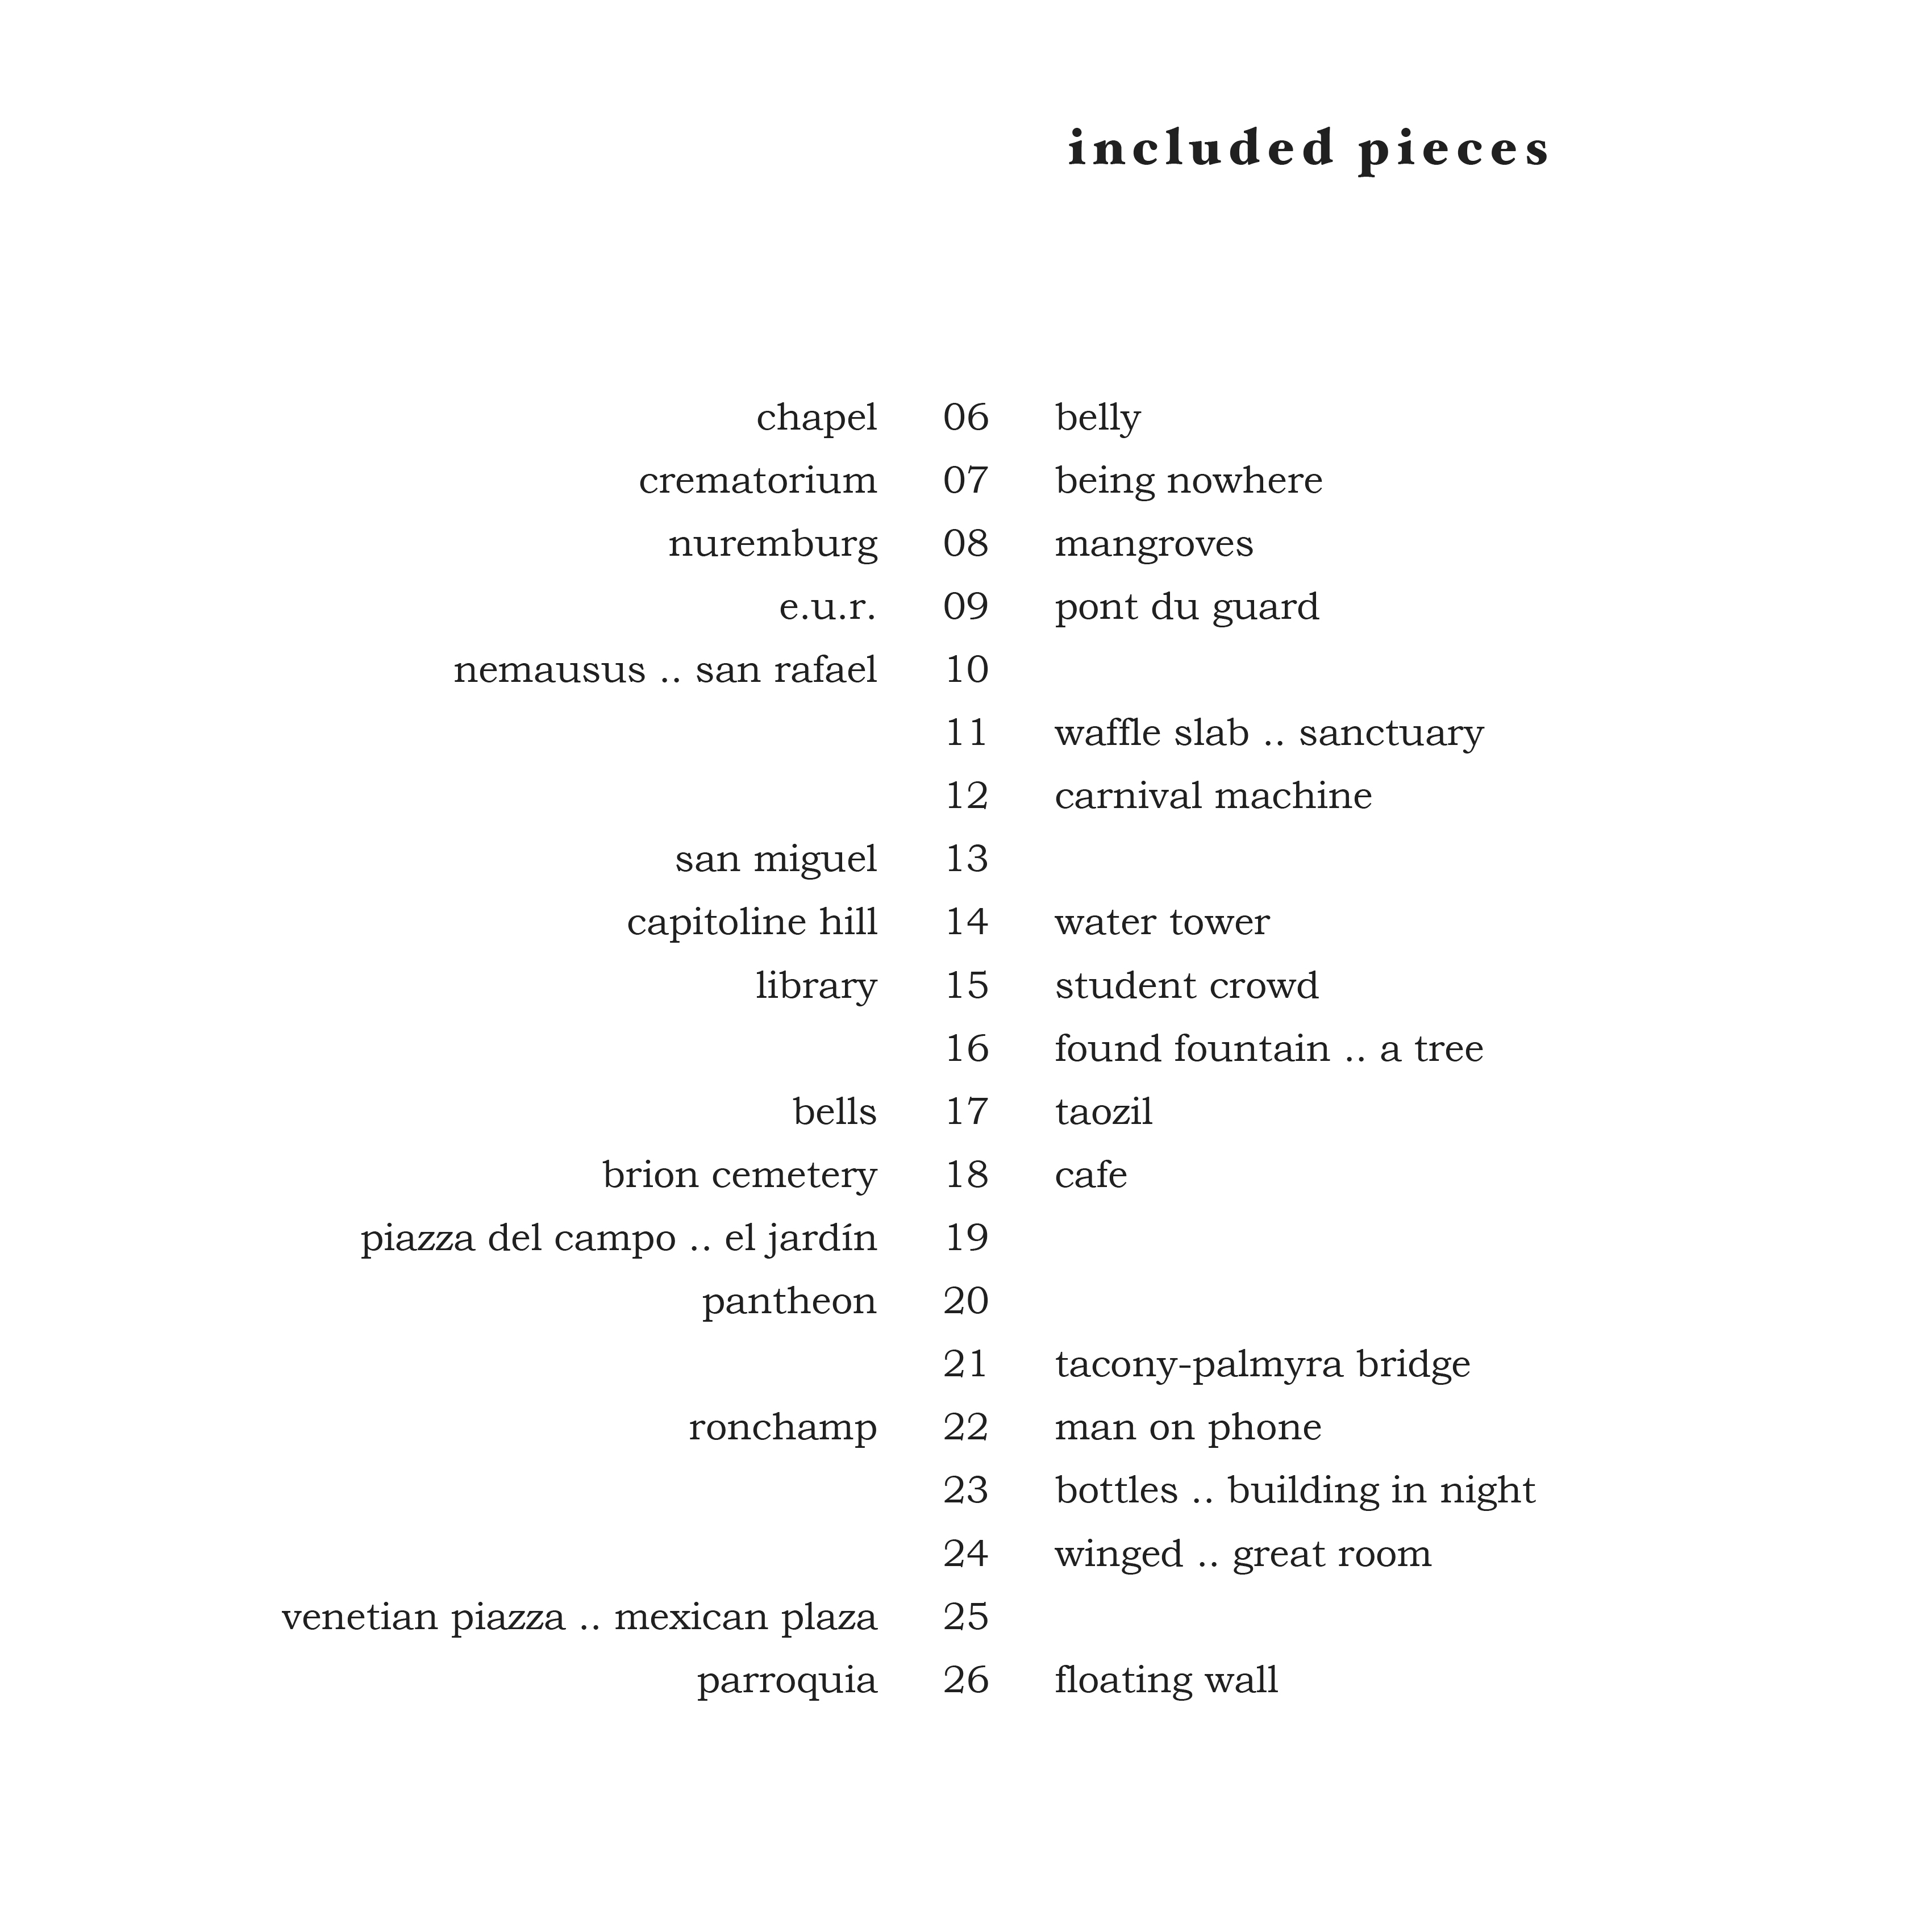 included pieces
chapel 06 belly
crematorium 07 being nowhere
nuremburg 08 mangroves
e.u.r. 09 pont du guard
nemausus .. san rafael 10
11 waffle slab .. sanctuary
12 carnival machine
san miguel 13
capitoline hill 14 water tower
library 15 student crowd
16 found fountain .. a tree
bells 17 taozil
brion cemetery 18 cafe
piazza del campo .. el jardín 19
pantheon 20
21 tacony-palmyra bridge
ronchamp 22 man on phone
23 bottles .. building in night
24 winged .. great room
venetian piazza .. mexican plaza 25
parroquia 26 floating wall